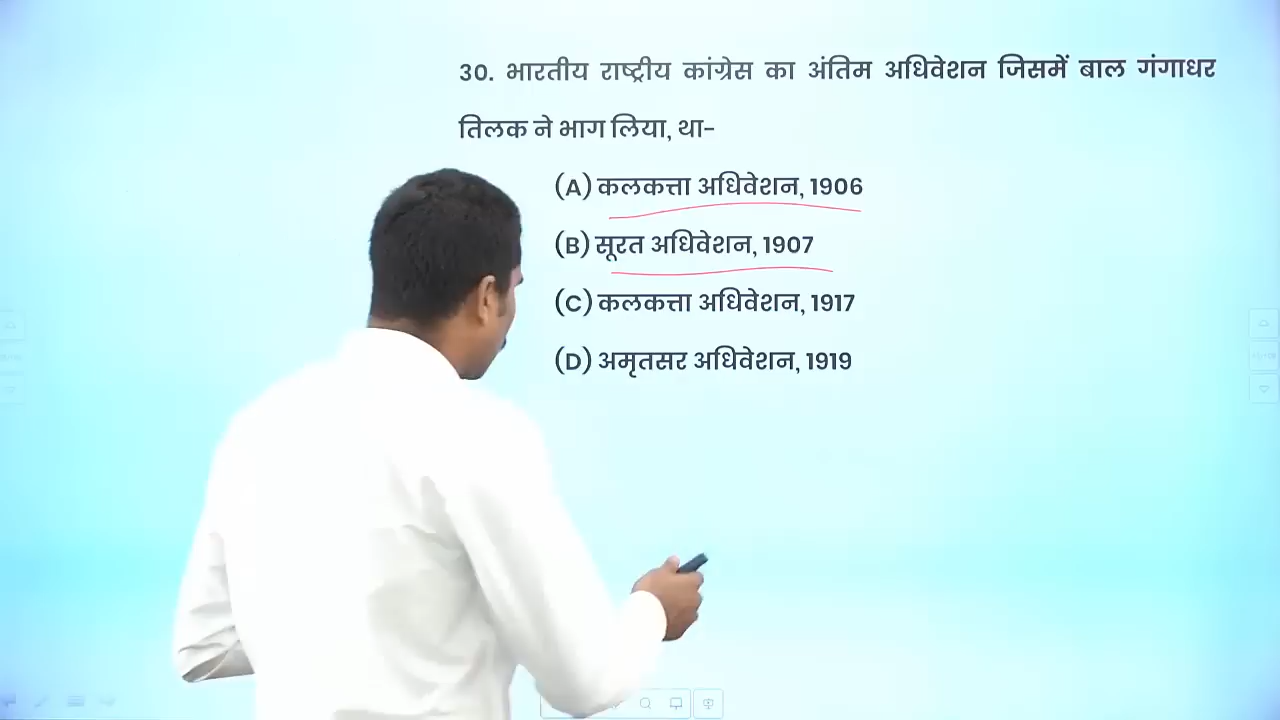 30. भारतीय राष्ट्रीय कांग्रेस का अंतिम अधिवेशन जिसमें बाल गंगाधर
तिलक ने भाग लिया, था-
(A) कलकत्ता अधिवेशन, 1906
(B) सूरत अधिवेशन, 1907
(C) कलकत्ता अधिवेशन, 1917
(D) अमृतसर अधिवेशन, 1919